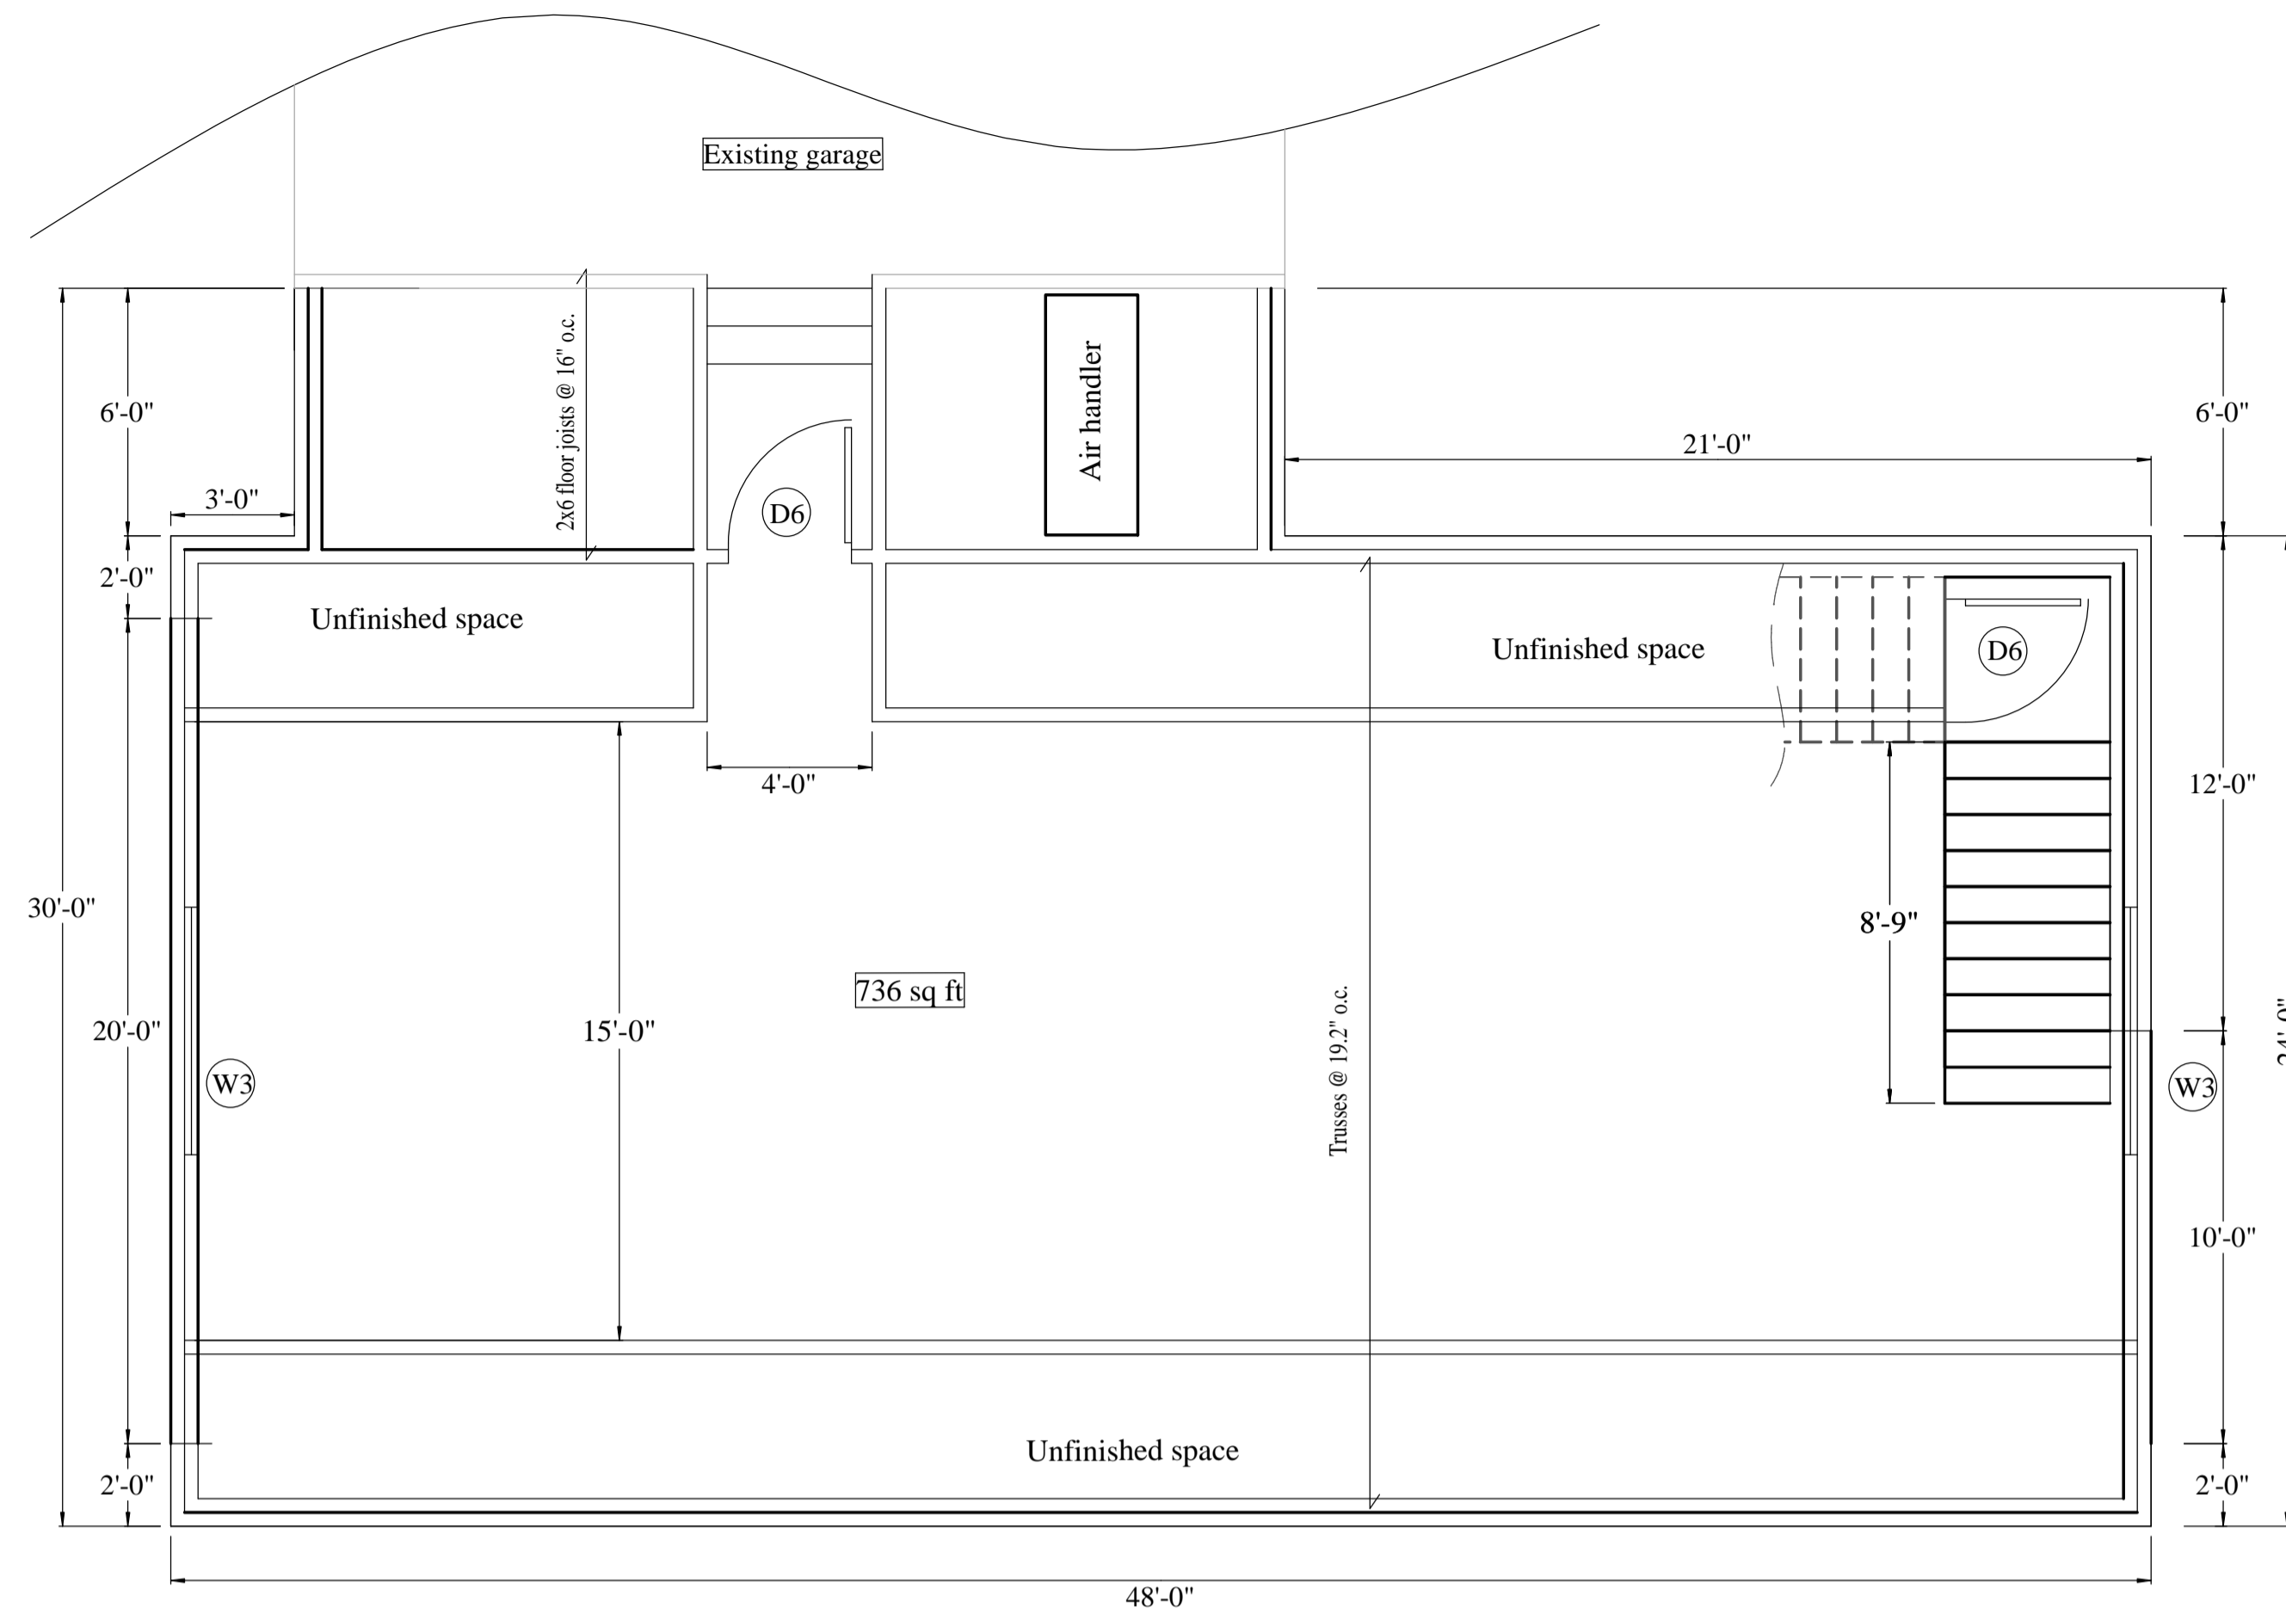 Existing garage
2x6 floor joists @ 16" o.c.
Air handler
6'-0"
6'-0"
21'-0"
3'-0"
D6
2'-0"
Unfinished space
Unfinished space
D6
4'-0"
12'-0"
30'-0"
8'-9"
736 sq ft
20'-0"
15'-0"
Trusses @ 19.2" o.c.
24'-0"
W3
W3
10'-0"
Unfinished space
2'-0"
2'-0"
48'-0"